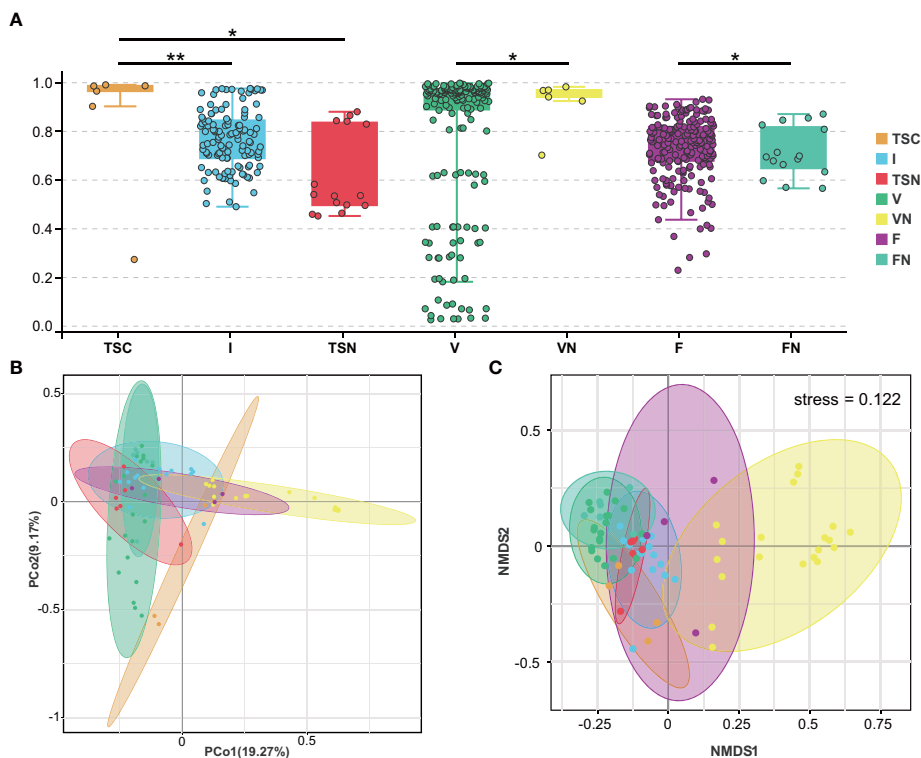 A
*
** * *
1.0
0.8
0.6
0.4
0.2
0.0
TSC I TSN V VN F FN
TSC
I
TSN
V
VN
F
FN
B
0.5
0
-0.5
-1
0 0.5
PCo2(9.17%)
PCo1(19.27%)
C
stress = 0.122
0.5
0
-0.5
-0.25 0 0.25 0.5 0.75
NMDS2
NMDS1